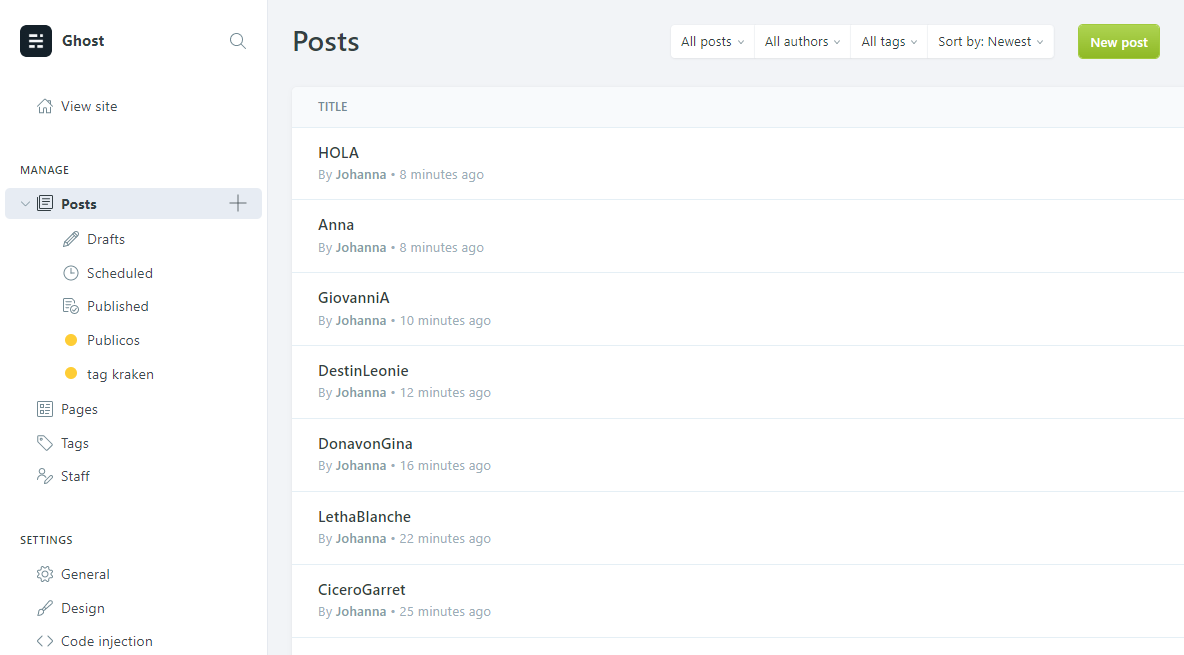 Ghost
View site
MANAGE
Posts
Drafts
Scheduled
Published
Publicos
tag kraken
Pages
Tags
Staff
SETTINGS
General
Design
Code injection
Posts
All posts
All authors
All tags
Sort by: Newest
New post
TITLE
HOLA
By Johanna • 8 minutes ago
Anna
By Johanna • 8 minutes ago
GiovanniA
By Johanna • 10 minutes ago
DestinLeonie
By Johanna • 12 minutes ago
DonavonGina
By Johanna • 16 minutes ago
LethaBlanche
By Johanna • 22 minutes ago
CiceroGarret
By Johanna • 25 minutes ago